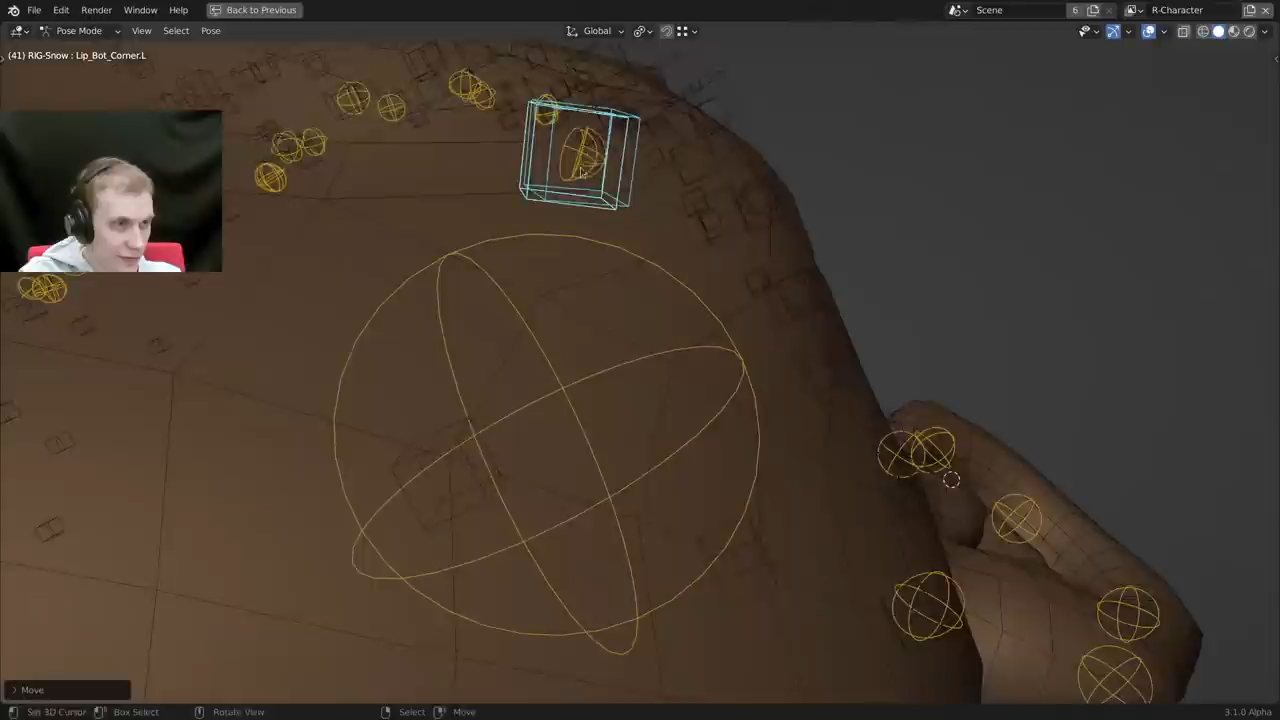 File Edit Render Window Help Back to Previous Scene 6 R-Character
Pose Mode View Select Pose Global
(41) RIG-Snow : Lip_Bot_Corner.L
Move
Set 3D Cursor Box Select Rotate View Select Move 3.1.0 Alpha